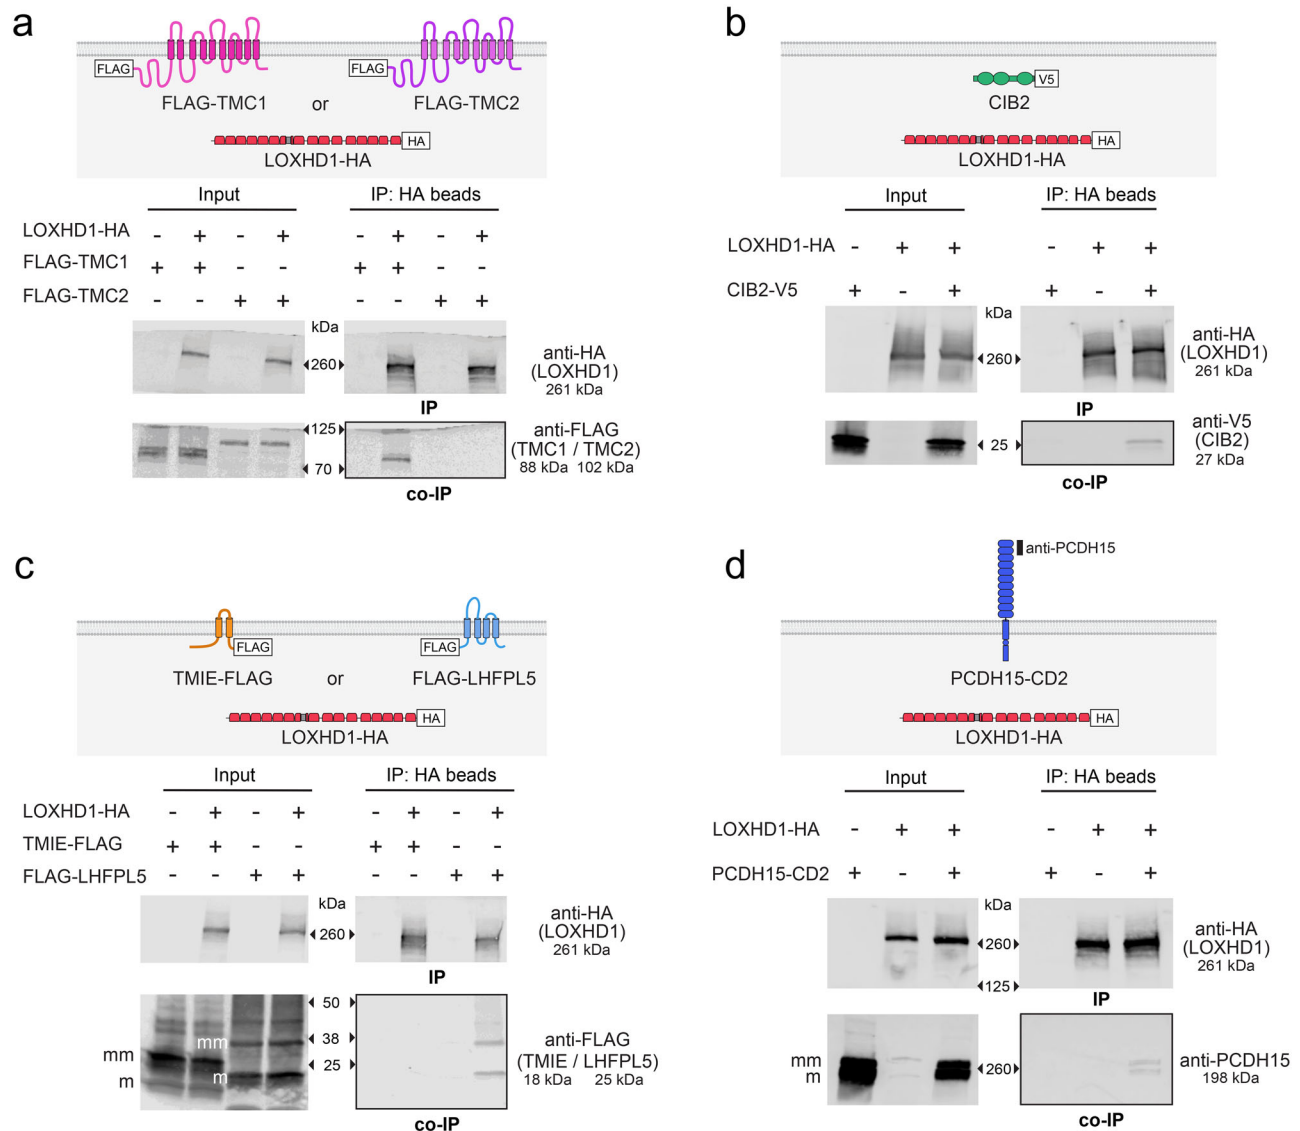 a
FLAG
FLAG
FLAG-TMC1 or FLAG-TMC2
HA
LOXHD1-HA
Input IP: HA beads
LOXHD1-HA - + - + - + - +
FLAG-TMC1 + + - - + + - -
FLAG-TMC2 - - + + - - + +
kDa
260
anti-HA
(LOXHD1)
261 kDa
IP
125
70
anti-FLAG
(TMC1 / TMC2)
88 kDa 102 kDa
co-IP
b
V5
CIB2
HA
LOXHD1-HA
Input IP: HA beads
LOXHD1-HA - + + - + +
CIB2-V5 + - + + - +
kDa
260
anti-HA
(LOXHD1)
261 kDa
IP
25
anti-V5
(CIB2)
27 kDa
co-IP
c
FLAG
FLAG
TMIE-FLAG or FLAG-LHFPL5
HA
LOXHD1-HA
Input IP: HA beads
LOXHD1-HA - + - + - + - +
TMIE-FLAG + + - - + + - -
FLAG-LHFPL5 - - + + - - + +
kDa
260
anti-HA
(LOXHD1)
261 kDa
IP
50
38
25
mm
m
mm
m
anti-FLAG
(TMIE / LHFPL5)
18 kDa 25 kDa
co-IP
d
anti-PCDH15
PCDH15-CD2
HA
LOXHD1-HA
Input IP: HA beads
LOXHD1-HA - + + - + +
PCDH15-CD2 + - + + - +
kDa
260
125
anti-HA
(LOXHD1)
261 kDa
IP
mm
m
260
anti-PCDH15
198 kDa
co-IP